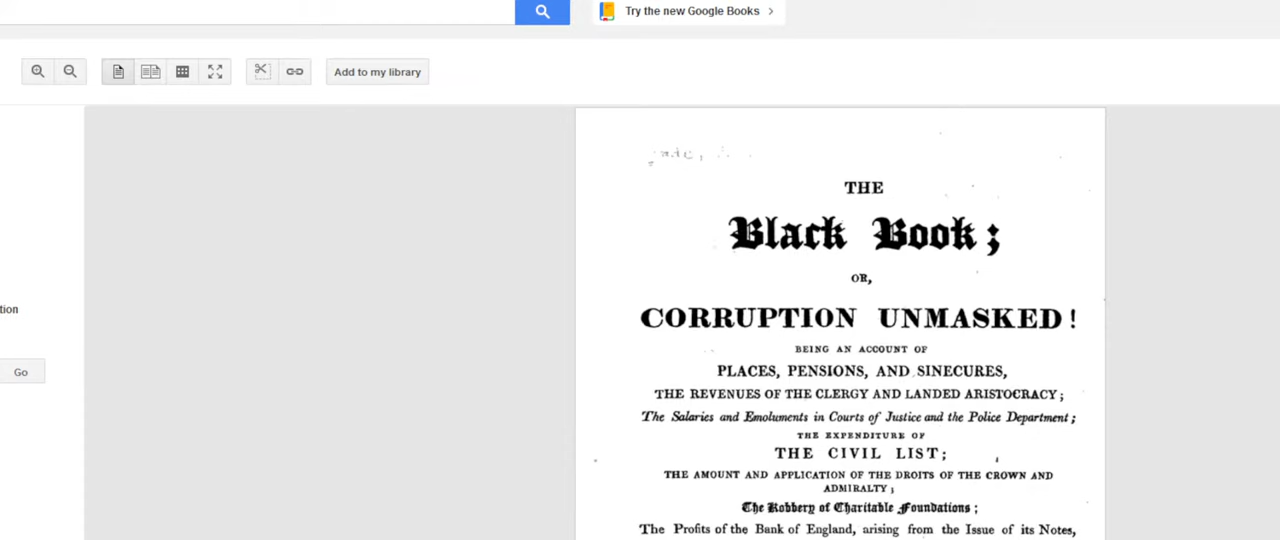 Try the new Google Books
Add to my library
tion
Go
THE
Black Book;
OR,
CORRUPTION UNMASKED!
BEING AN ACCOUNT OF
PLACES, PENSIONS, AND SINECURES,
THE REVENUES OF THE CLERGY AND LANDED ARISTOCRACY;
The Salaries and Emoluments in Courts of Justice and the Police Department;
THE EXPENDITURE OF
THE CIVIL LIST;
THE AMOUNT AND APPLICATION OF THE DROITS OF THE CROWN AND
ADMIRALTY;
The Robbery of Charitable Foundations;
The Profits of the Bank of England, arising from the Issue of its Notes,